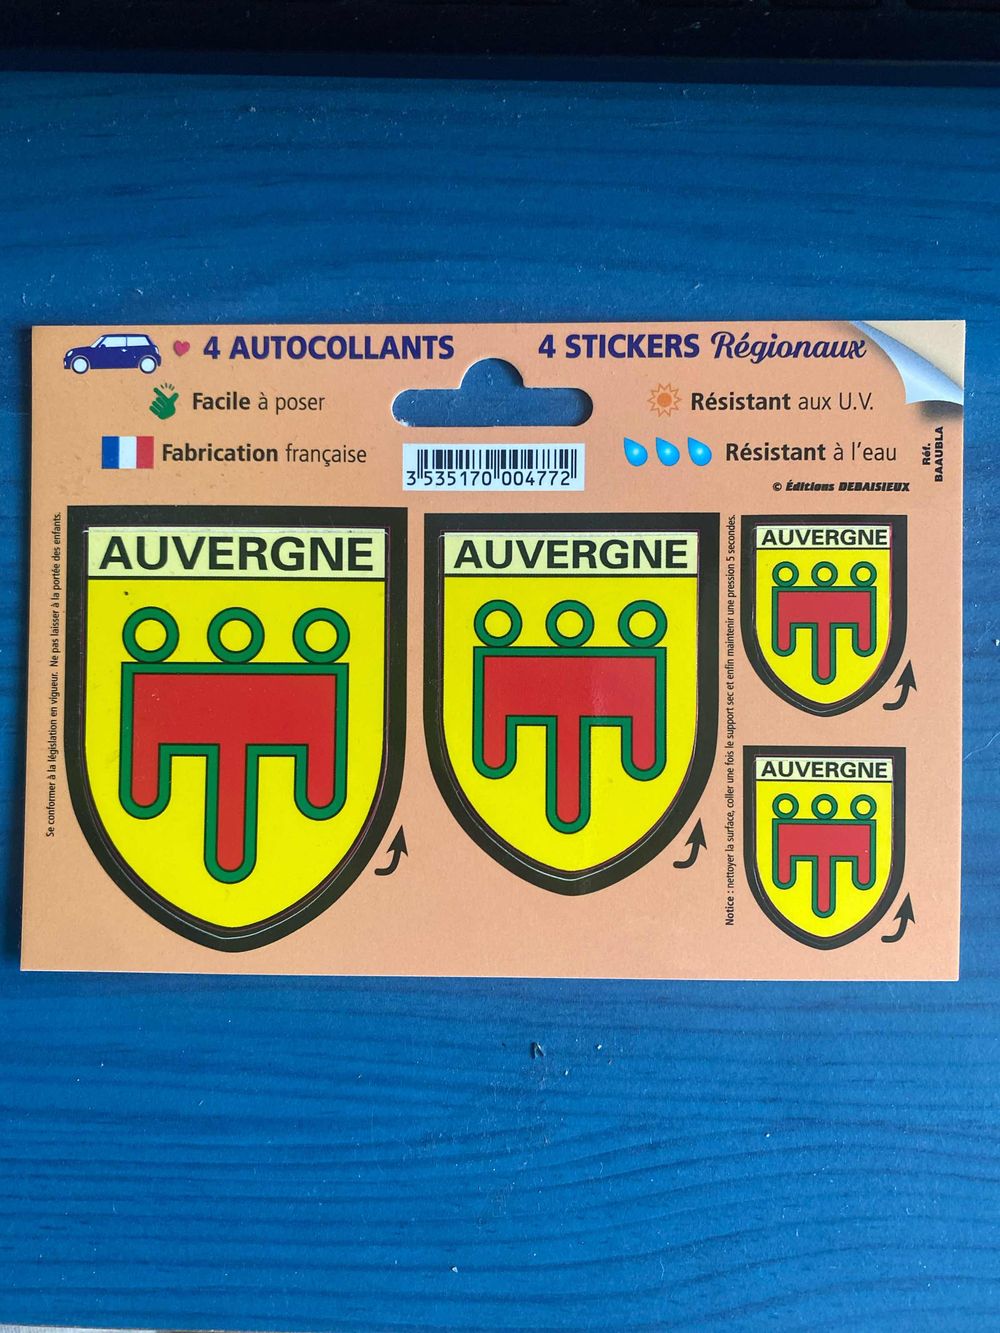 4 AUTOCOLLANTS
4 STICKERS Régionaux
Facile à poser
Résistant aux U.V.
Fabrication française
Résistant à l'eau
3 535170 004772
© Éditions DEBAISIEUX
Réf.
BAAUBLA
Se conformer à la législation en vigueur. Ne pas laisser à la portée des enfants.
AUVERGNE
AUVERGNE
Notice : nettoyer la surface, coller une fois le support sec et enfin maintenir une pression 5 secondes.
AUVERGNE
AUVERGNE